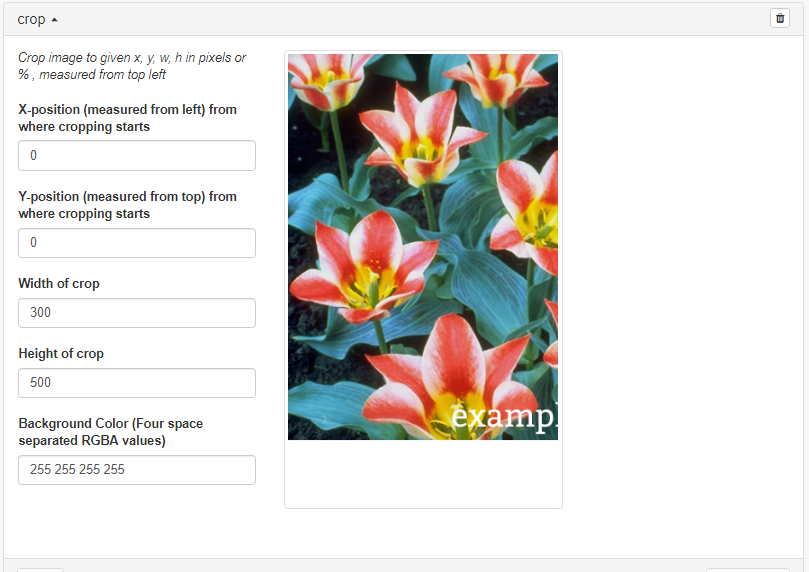 crop
Crop image to given x, y, w, h in pixels or
% , measured from top left
X-position (measured from left) from
where cropping starts
0
Y-position (measured from top) from
where cropping starts
0
Width of crop
300
Height of crop
500
Background Color (Four space
separated RGBA values)
255 255 255 255
exampl